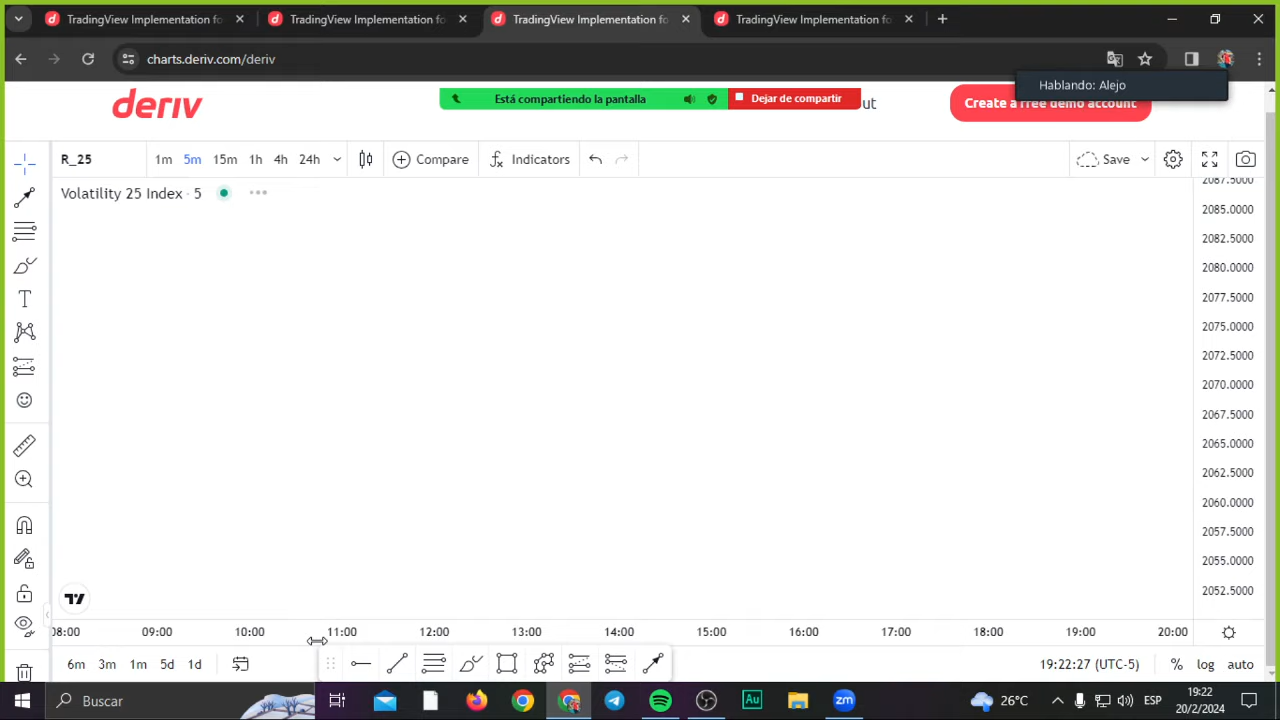 TradingView Implementation fo
TradingView Implementation fo
TradingView Implementation fo
TradingView Implementation fo
charts.deriv.com/deriv
Hablando: Alejo
deriv
Está compartiendo la pantalla
Dejar de compartir
out
Create a free demo account
R_25
1m 5m 15m 1h 4h 24h
Compare
Indicators
Save
Volatility 25 Index · 5
2087.5000
2085.0000
2082.5000
2080.0000
2077.5000
2075.0000
2072.5000
2070.0000
2067.5000
2065.0000
2062.5000
2060.0000
2057.5000
2055.0000
2052.5000
08:00 09:00 10:00 11:00 12:00 13:00 14:00 15:00 16:00 17:00 18:00 19:00 20:00
6m 3m 1m 5d 1d
19:22:27 (UTC-5)
% log auto
Buscar
Au
zm
26°C
ESP
19:22
20/2/2024